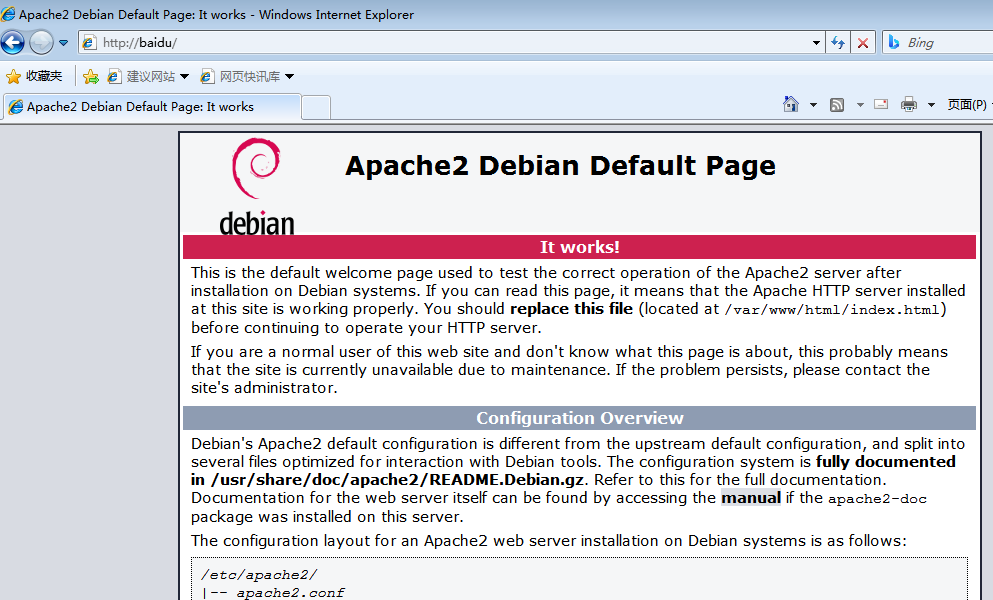 Apache2 Debian Default Page: It works - Windows Internet Explorer
http://baidu/
Bing
收藏夹
建议网站
网页快讯库
Apache2 Debian Default Page: It works
页面(P)
debian
Apache2 Debian Default Page
It works!
This is the default welcome page used to test the correct operation of the Apache2 server after
installation on Debian systems. If you can read this page, it means that the Apache HTTP server installed
at this site is working properly. You should replace this file (located at /var/www/html/index.html)
before continuing to operate your HTTP server.
If you are a normal user of this web site and don't know what this page is about, this probably means
that the site is currently unavailable due to maintenance. If the problem persists, please contact the
site's administrator.
Configuration Overview
Debian's Apache2 default configuration is different from the upstream default configuration, and split into
several files optimized for interaction with Debian tools. The configuration system is fully documented
in /usr/share/doc/apache2/README.Debian.gz. Refer to this for the full documentation.
Documentation for the web server itself can be found by accessing the manual if the apache2-doc
package was installed on this server.
The configuration layout for an Apache2 web server installation on Debian systems is as follows:
/etc/apache2/
|-- apache2.conf